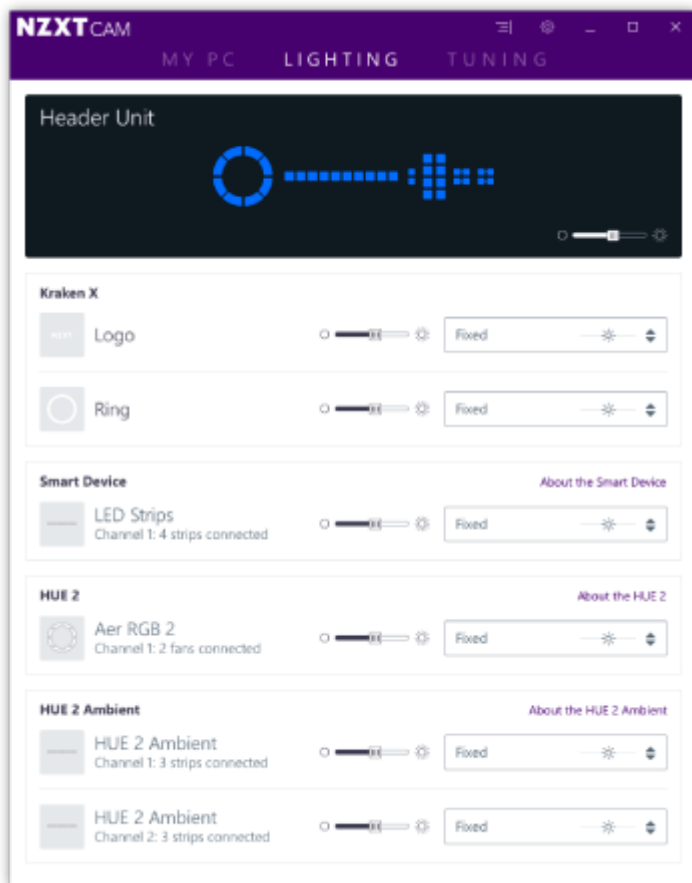 NZXT CAM
MY PC LIGHTING TUNING
Header Unit
Kraken X
Logo Fixed
Ring Fixed
Smart Device About the Smart Device
LED Strips
Channel 1: 4 strips connected
Fixed
HUE 2 About the HUE 2
Aer RGB 2
Channel 1: 2 fans connected
Fixed
HUE 2 Ambient About the HUE 2 Ambient
HUE 2 Ambient
Channel 1: 3 strips connected
Fixed
HUE 2 Ambient
Channel 2: 3 strips connected
Fixed